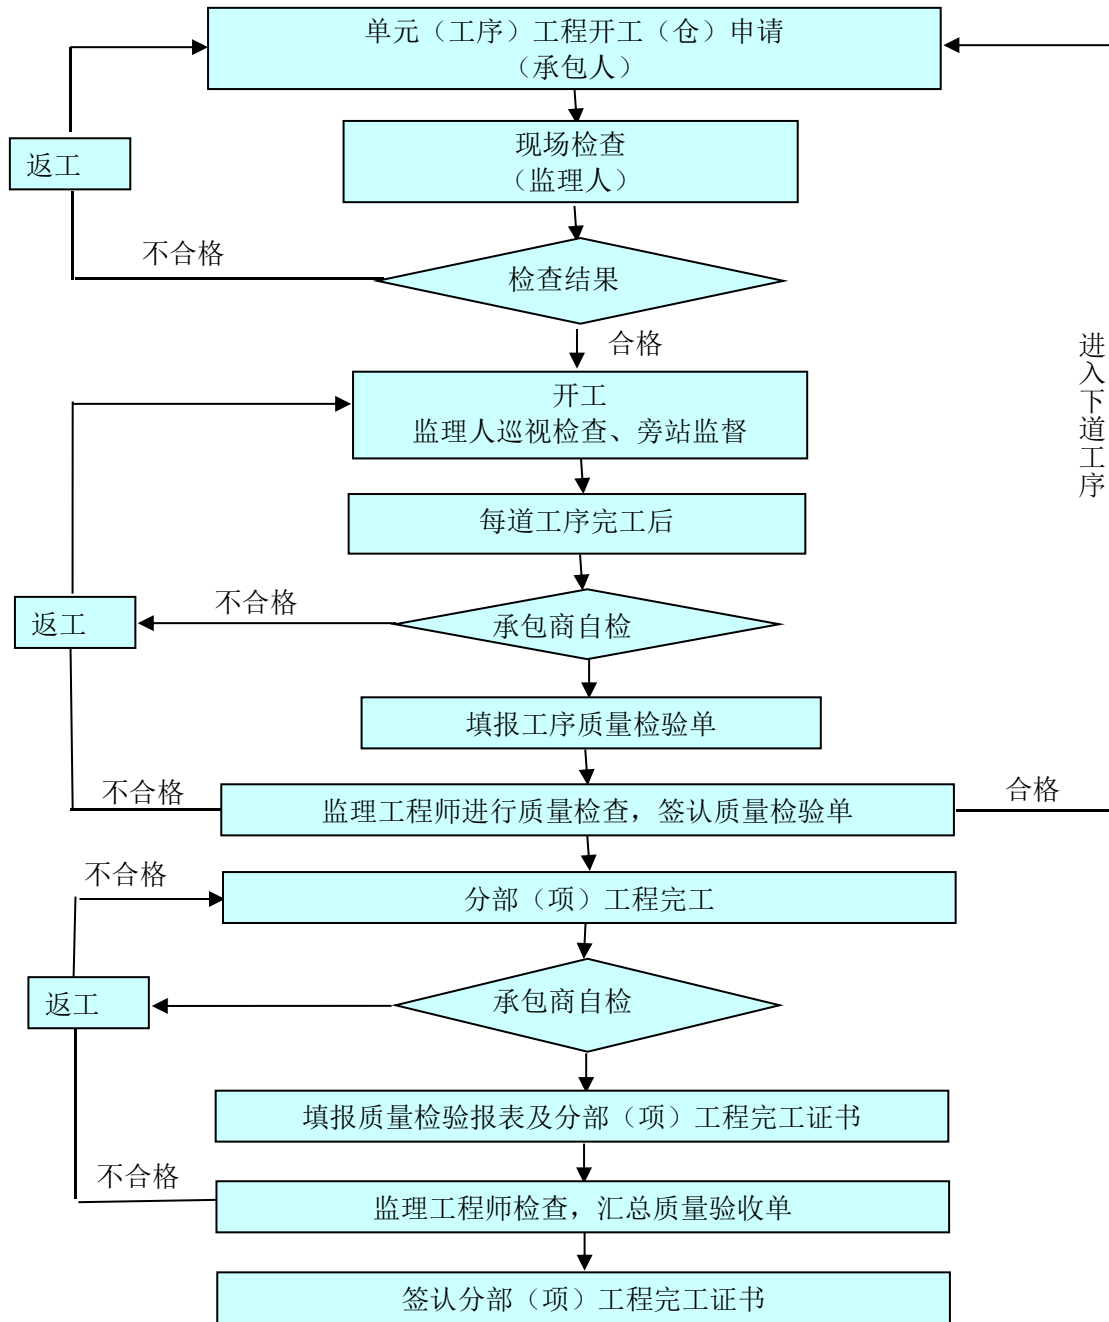 单元（工序）工程开工（仓）申请
（承包人）
现场检查
（监理人）
返工
不合格
检查结果
合格
进入下道工序
开工
监理人巡视检查、旁站监督
每道工序完工后
不合格
返工
承包商自检
填报工序质量检验单
不合格
监理工程师进行质量检查，签认质量检验单
合格
不合格
分部（项）工程完工
返工
承包商自检
填报质量检验报表及分部（项）工程完工证书
不合格
监理工程师检查，汇总质量验收单
签认分部（项）工程完工证书